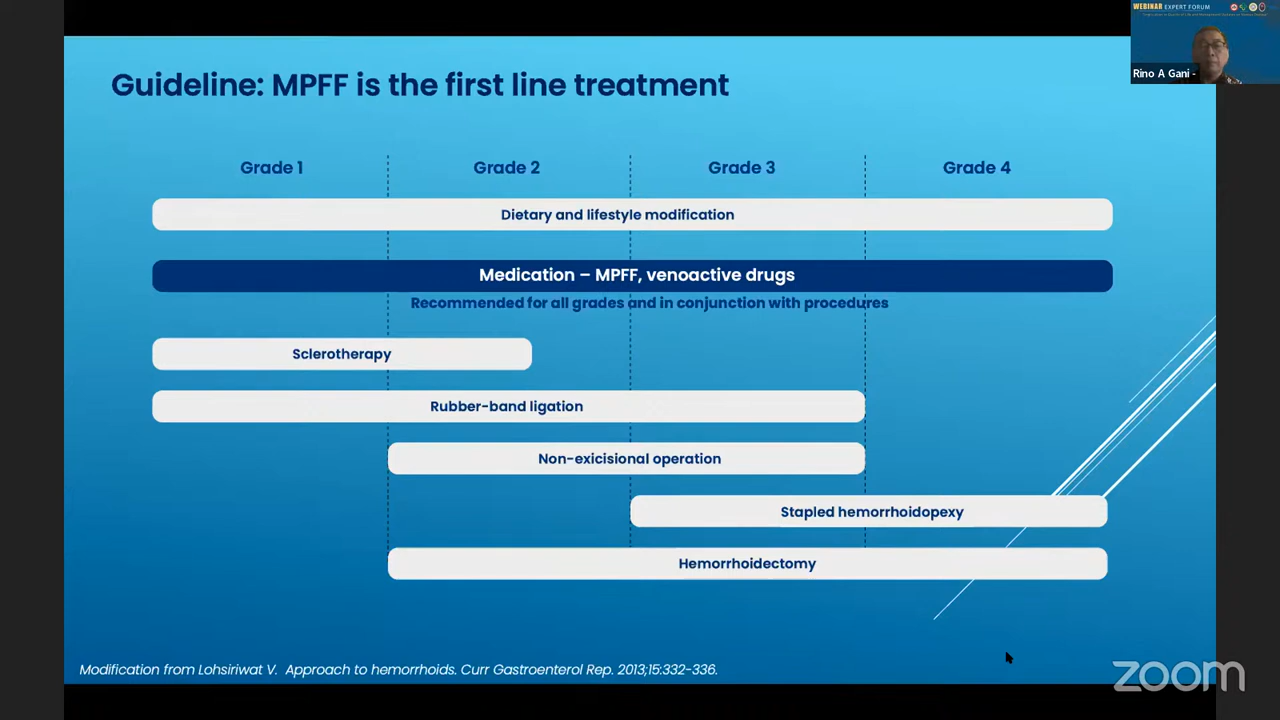 WEBINAR EXPERT FORUM
Rino A Gani -
Guideline: MPFF is the first line treatment
Grade 1 Grade 2 Grade 3 Grade 4
Dietary and lifestyle modification
Medication – MPFF, venoactive drugs
Recommended for all grades and in conjunction with procedures
Sclerotherapy
Rubber-band ligation
Non-exicisional operation
Stapled hemorrhoidopexy
Hemorrhoidectomy
Modification from Lohsiriwat V. Approach to hemorrhoids. Curr Gastroenterol Rep. 2013;15:332-336.
zoom